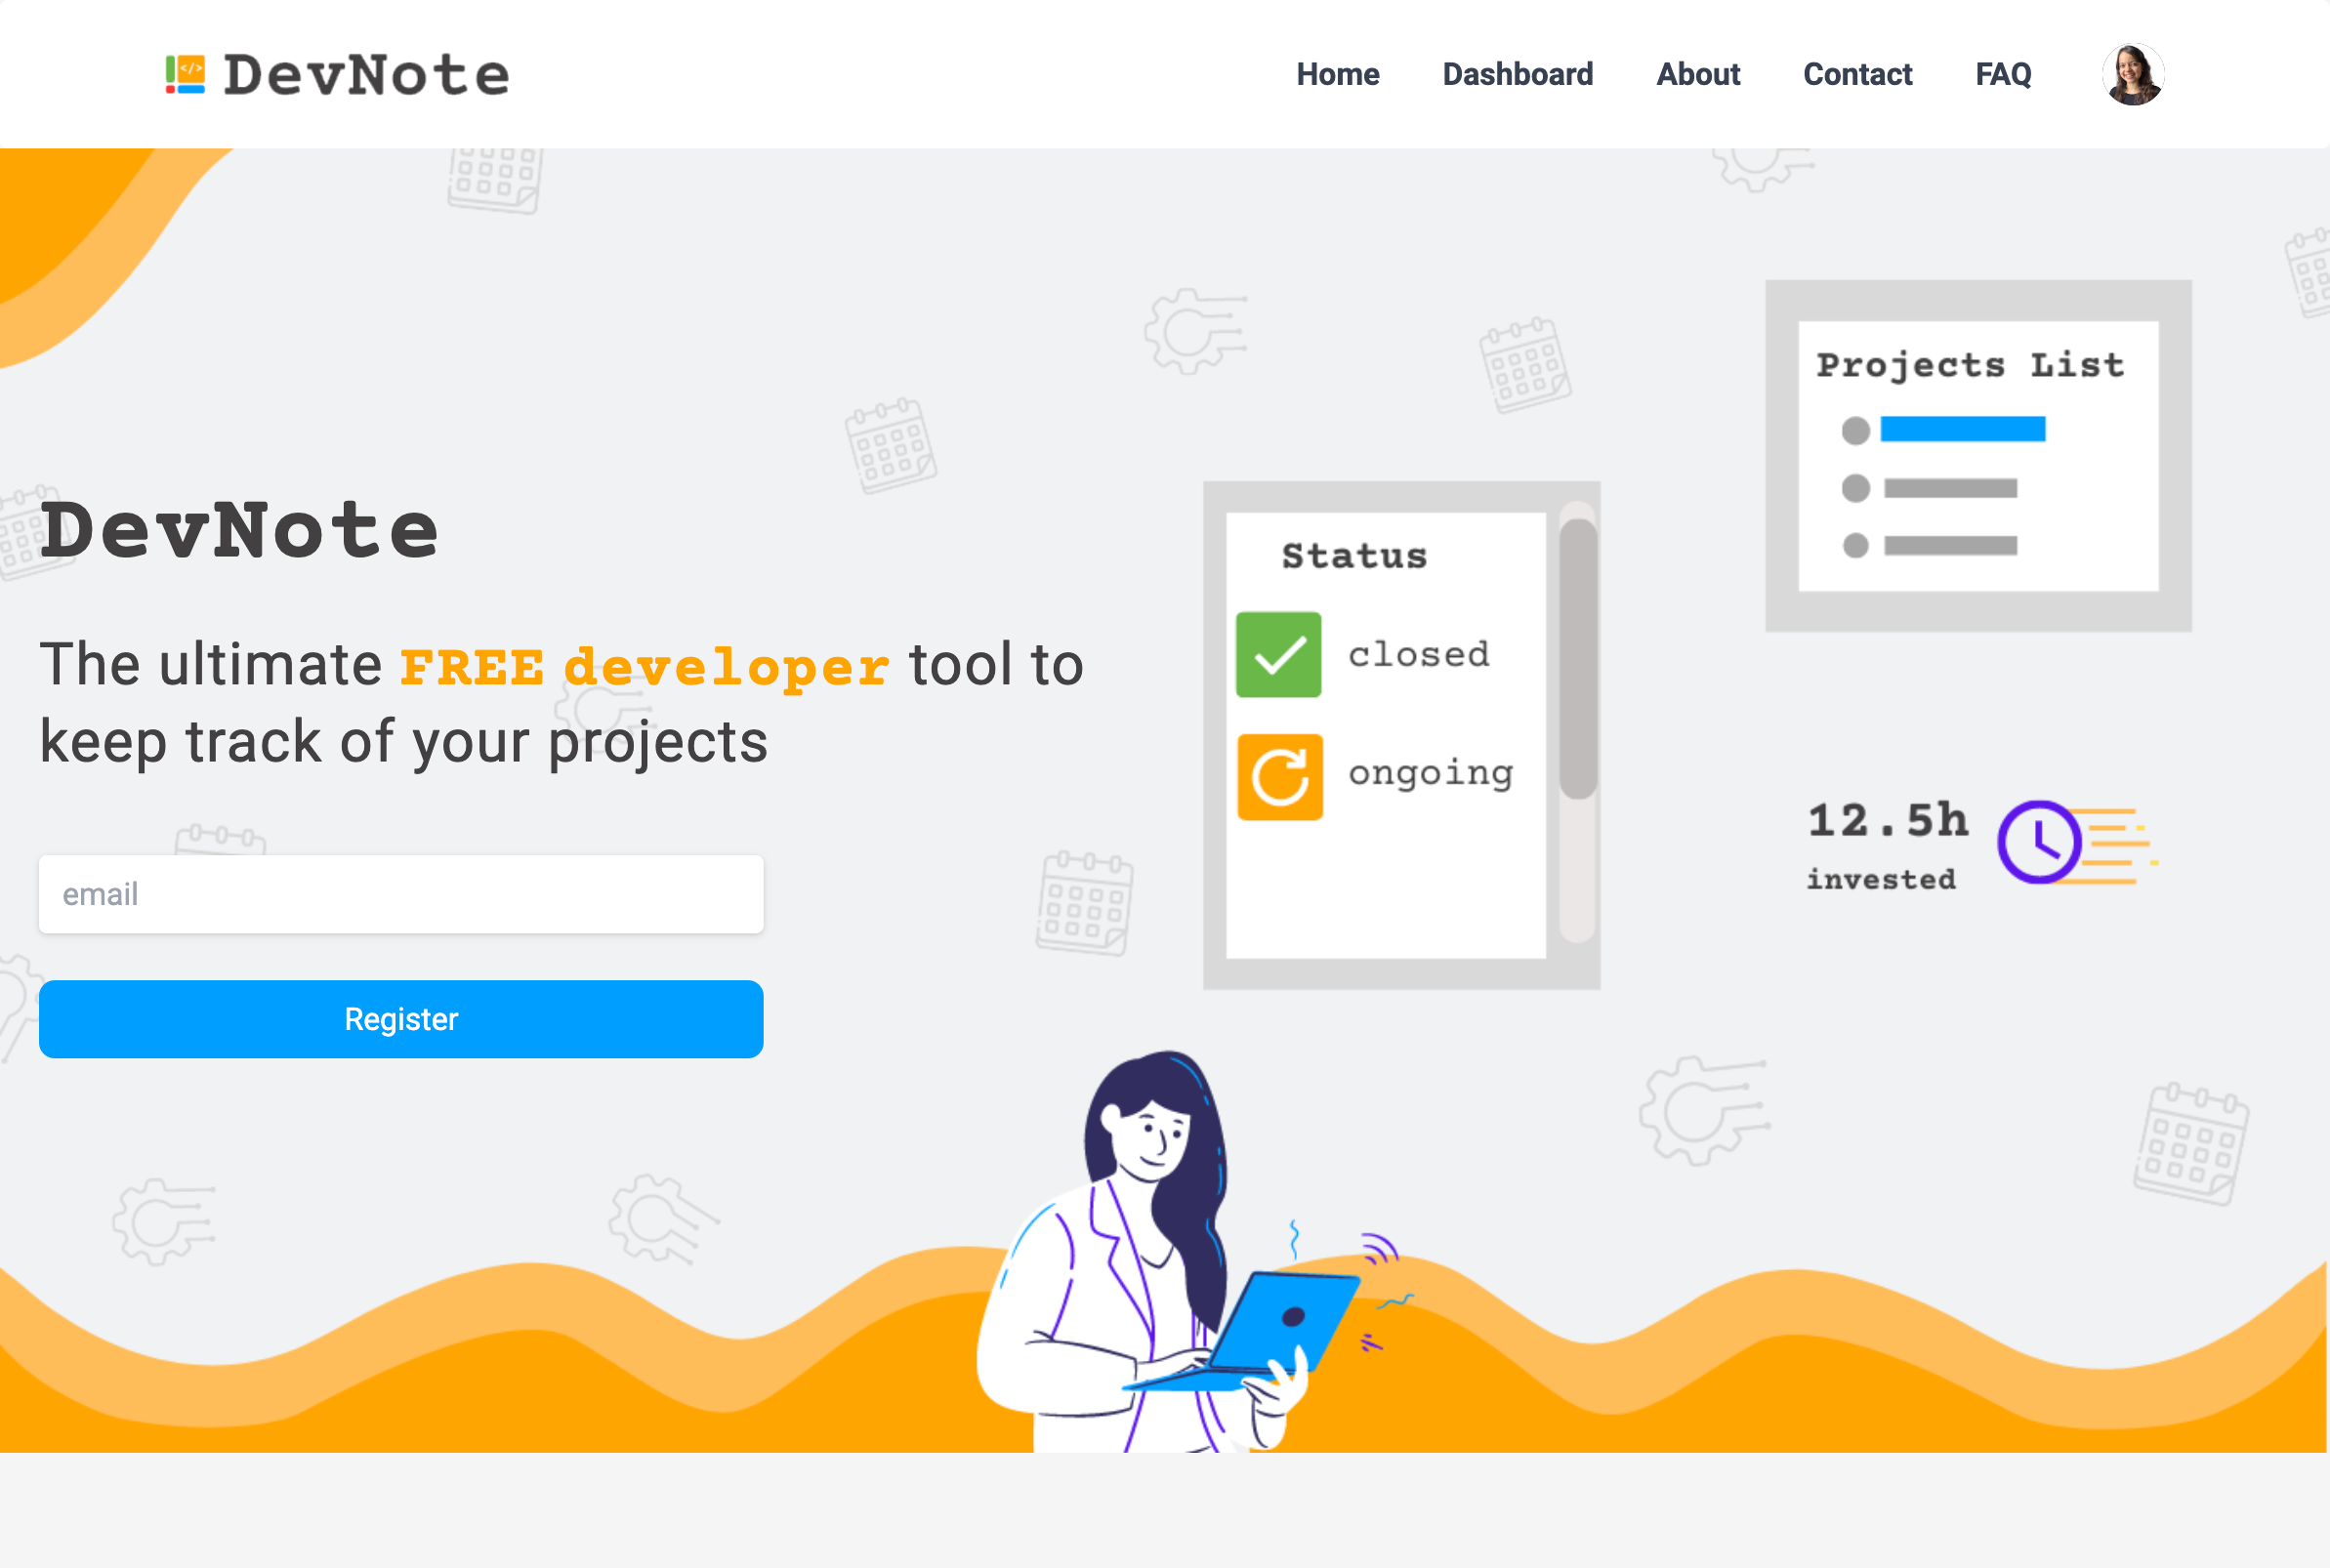 DevNote
Home Dashboard About Contact FAQ
DevNote
The ultimate FREE developer tool to
keep track of your projects
email
Register
Status
closed
ongoing
Projects List
12.5h
invested